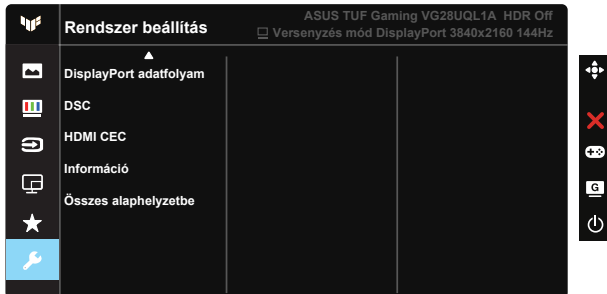 Rendszer beállítás
ASUS TUF Gaming VG28UQL1A HDR Off
Versenyzés mód DisplayPort 3840x2160 144Hz
DisplayPort adatfolyam
DSC
HDMI CEC
Információ
Összes alaphelyzetbe
G